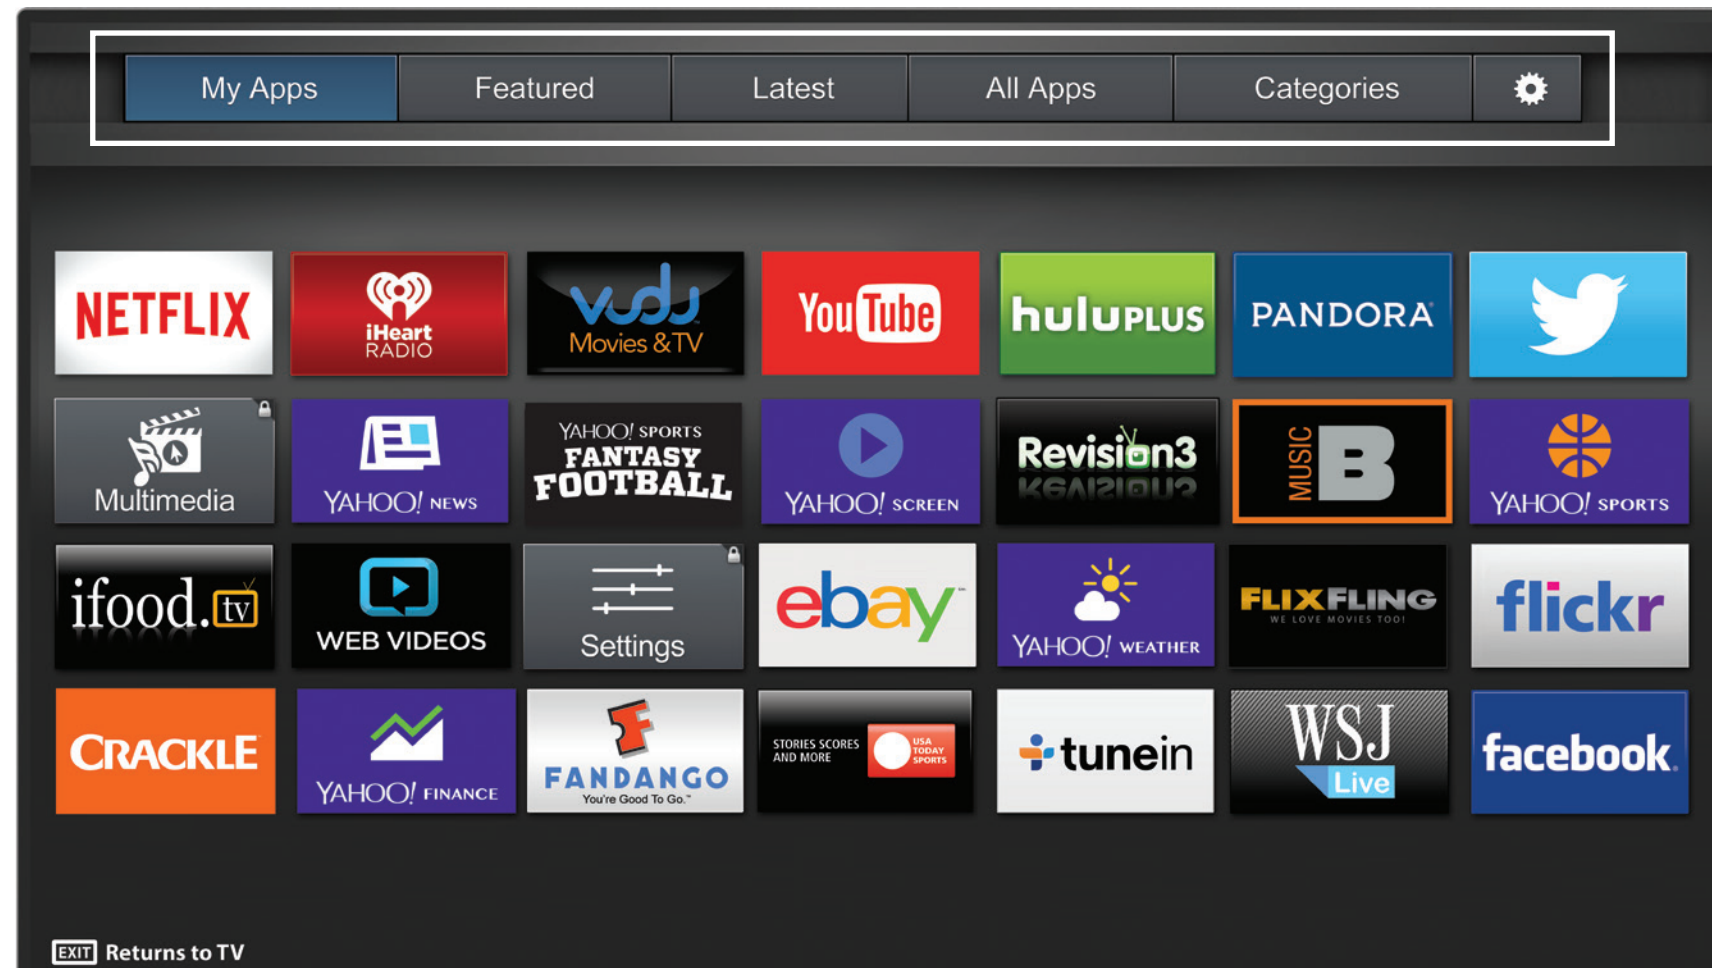 My Apps
Featured
Latest
All Apps
Categories
NETFLIX
iHeart
RADIO
vudu
Movies & TV
YouTube
huluPLUS
PANDORA
Multimedia
YAHOO! NEWS
YAHOO! SPORTS
FANTASY
FOOTBALL
YAHOO! SCREEN
Revision3
MUSIC B
YAHOO! SPORTS
ifood.tv
WEB VIDEOS
Settings
ebay
YAHOO! WEATHER
FLIXFLING
WE LOVE MOVIES TOO!
flickr
CRACKLE
YAHOO! FINANCE
F
FANDANGO
You're Good To Go.™
STORIES SCORES
AND MORE
USA
TODAY
SPORTS
tunein
WSJ
Live
facebook
EXIT Returns to TV